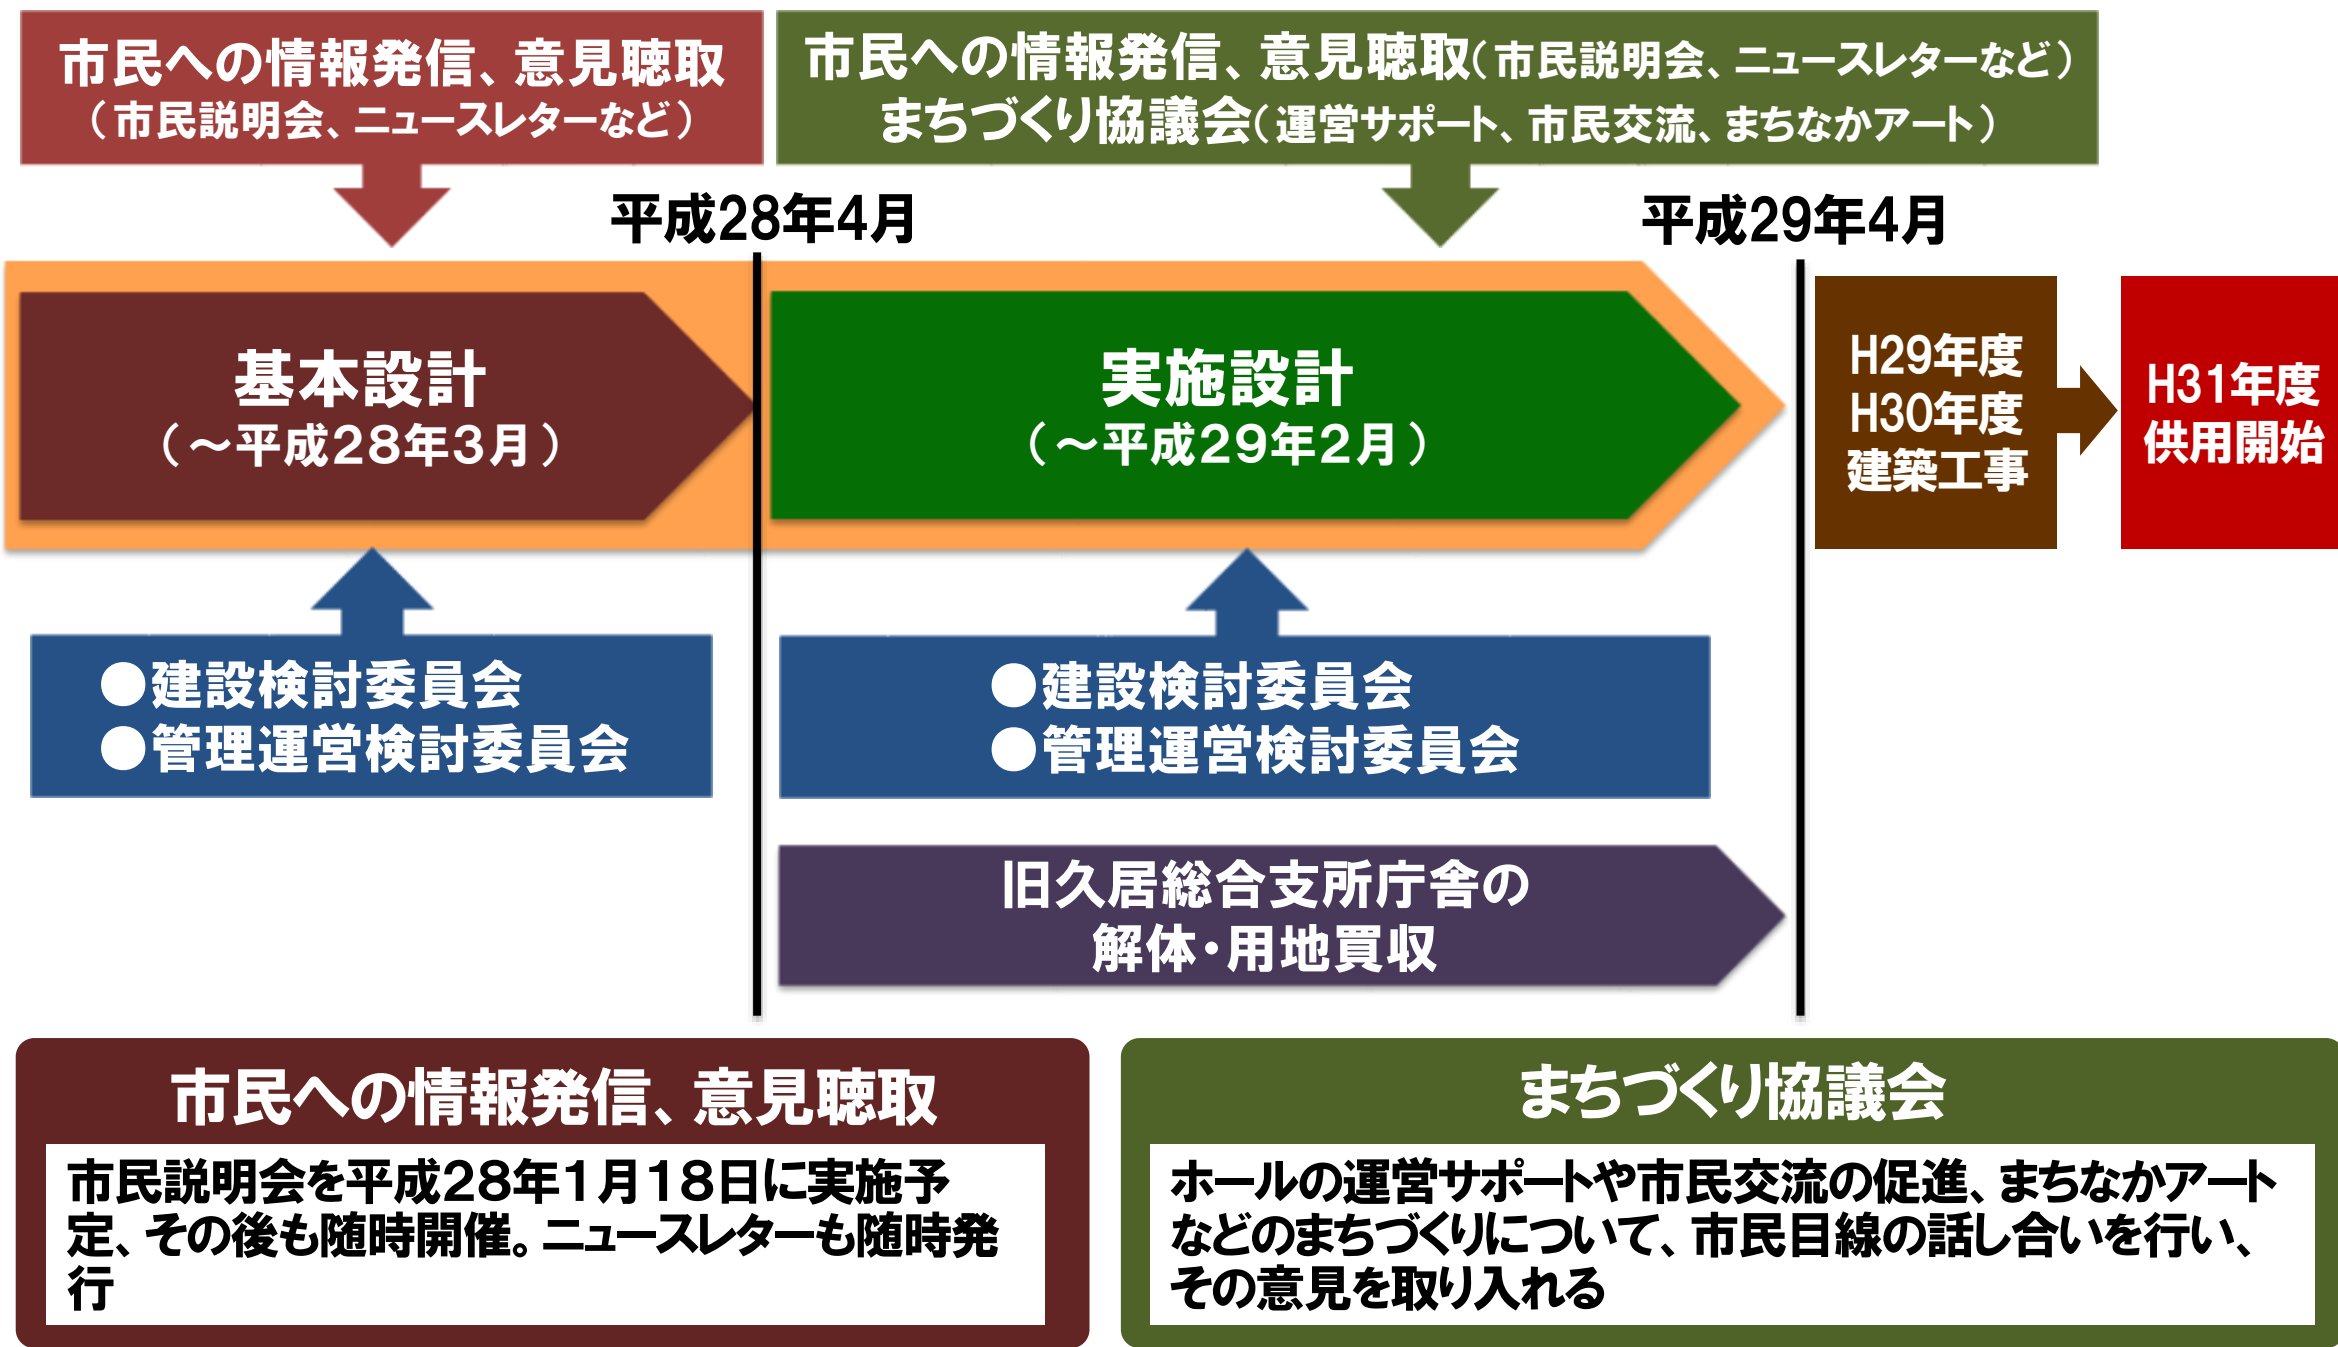 市民への情報発信、意見聴取
（市民説明会、ニュースレターなど）
市民への情報発信、意見聴取（市民説明会、ニュースレターなど）
まちづくり協議会（運営サポート、市民交流、まちなかアート）
平成28年4月
平成29年4月
基本設計
（～平成２８年３月）
実施設計
（～平成２９年２月）
H29年度
H30年度
建築工事
H31年度
供用開始
●建設検討委員会
●管理運営検討委員会
●建設検討委員会
●管理運営検討委員会
旧久居総合支所庁舎の
解体・用地買収
市民への情報発信、意見聴取
市民説明会を平成２８年１月１８日に実施予
定、その後も随時開催。ニュースレターも随時発
行
まちづくり協議会
ホールの運営サポートや市民交流の促進、まちなかアート
などのまちづくりについて、市民目線の話し合いを行い、
その意見を取り入れる